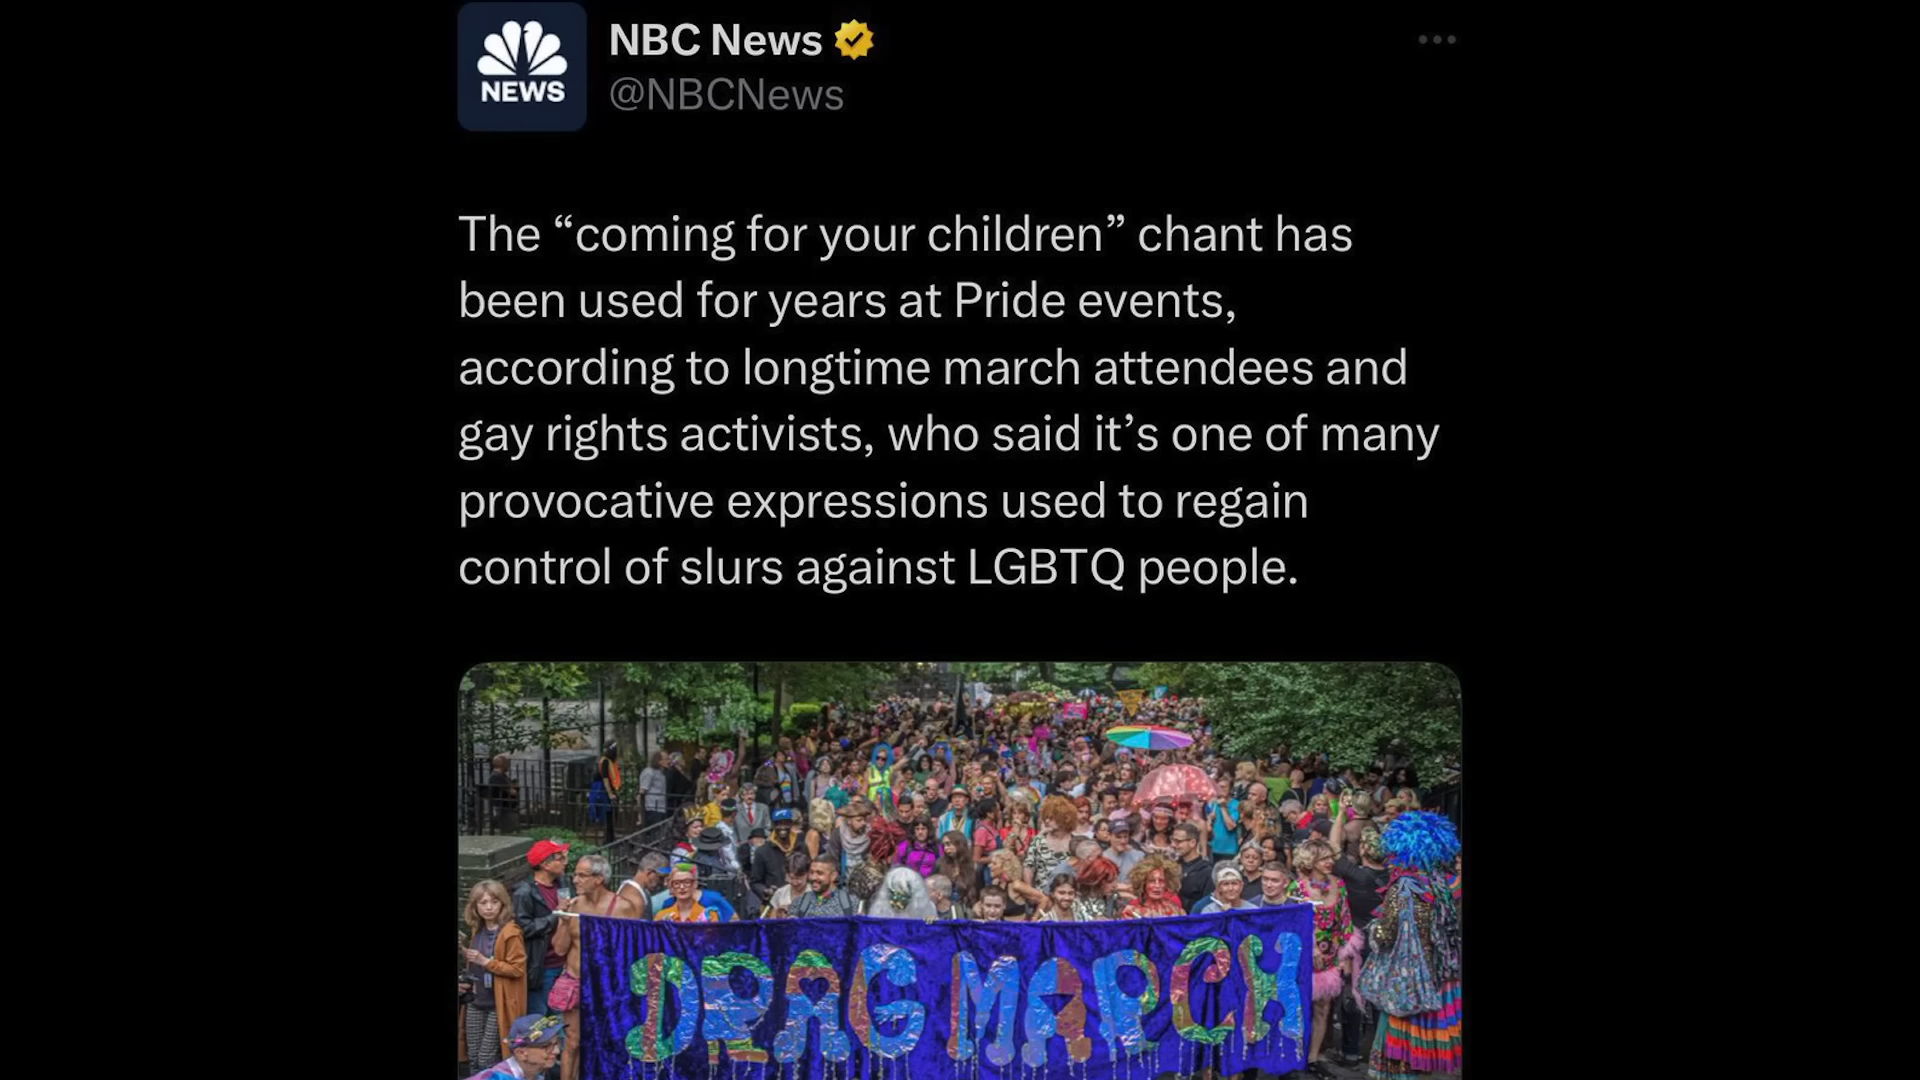 NBC News
NEWS
@NBCNews
The “coming for your children” chant has
been used for years at Pride events,
according to longtime march attendees and
gay rights activists, who said it’s one of many
provocative expressions used to regain
control of slurs against LGBTQ people.
DRAG MARCH